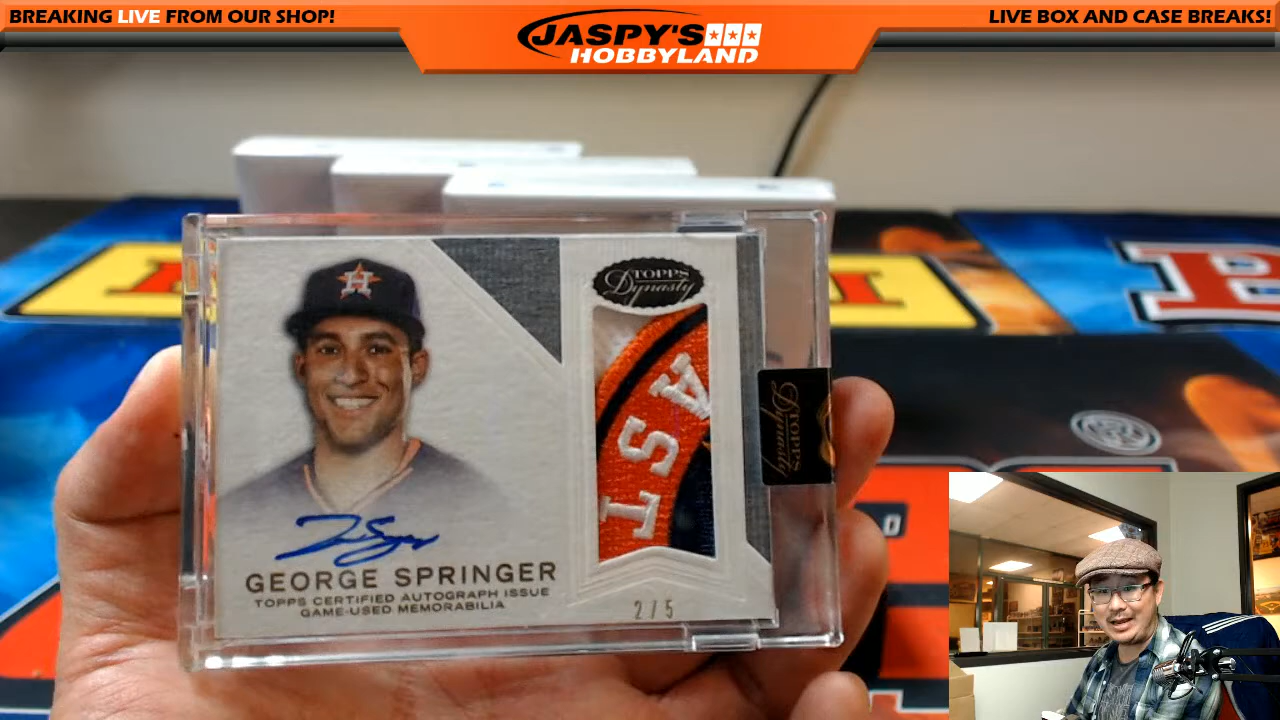 BREAKING LIVE FROM OUR SHOP!
JASPY'S
HOBBYLAND
LIVE BOX AND CASE BREAKS!
H
TOPPS
Dynasty
AST
TOPPS
Dynasty
GEORGE SPRINGER
TOPPS CERTIFIED AUTOGRAPH ISSUE
GAME-USED MEMORABILIA
2/5